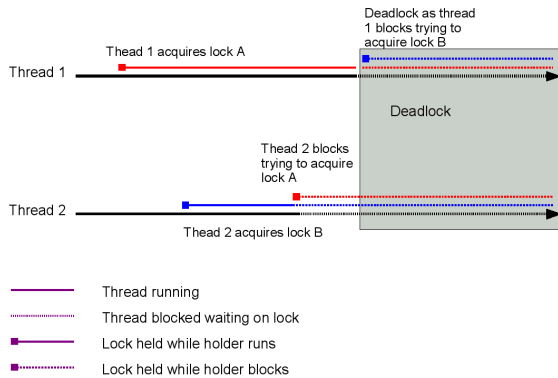 Deadlock as thread
1 blocks trying to
acquire lock B
Thead 1 acquires lock A
Thread 1
Deadlock
Thead 2 blocks
trying to acquire
lock A
Thread 2
Thead 2 acquires lock B
Thread running
Thread blocked waiting on lock
Lock held while holder runs
Lock held while holder blocks